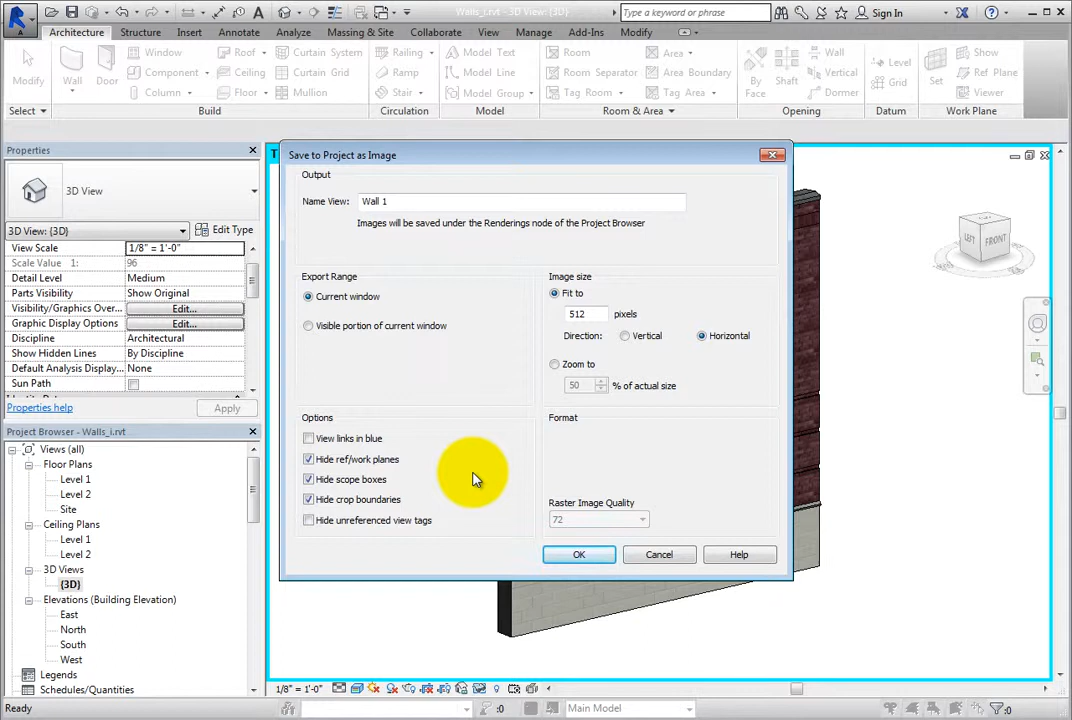 Walls_i.rvt - 3D View: {3D}
Type a keyword or phrase
Sign In
Architecture Structure Insert Annotate Analyze Massing & Site Collaborate View Manage Add-Ins Modify
Modify Wall Door Window Component Column Roof Ceiling Floor Curtain System Curtain Grid Mullion Railing Ramp Stair Model Text Model Line Model Group Room Room Separator Tag Room Area Area Boundary Tag Area By Face Shaft Wall Vertical Dormer Level Grid Set Show Ref Plane Viewer
Select Build Circulation Model Room & Area Opening Datum Work Plane
Properties
3D View
3D View: {3D} Edit Type
View Scale 1/8" = 1'-0"
Scale Value 1: 96
Detail Level Medium
Parts Visibility Show Original
Visibility/Graphics Over... Edit...
Graphic Display Options Edit...
Discipline Architectural
Show Hidden Lines By Discipline
Default Analysis Display... None
Sun Path
Properties help Apply
Project Browser - Walls_i.rvt
Views (all)
Floor Plans
Level 1
Level 2
Site
Ceiling Plans
Level 1
Level 2
3D Views
{3D}
Elevations (Building Elevation)
East
North
South
West
Legends
Schedules/Quantities
Save to Project as Image
Output
Name View: Wall 1
Images will be saved under the Renderings node of the Project Browser
Export Range
Current window
Visible portion of current window
Image size
Fit to
512 pixels
Direction: Vertical Horizontal
Zoom to
50 % of actual size
Options
View links in blue
Hide ref/work planes
Hide scope boxes
Hide crop boundaries
Hide unreferenced view tags
Format
Raster Image Quality
72
OK Cancel Help
LEFT FRONT
1/8" = 1'-0"
Ready :0 Main Model :0